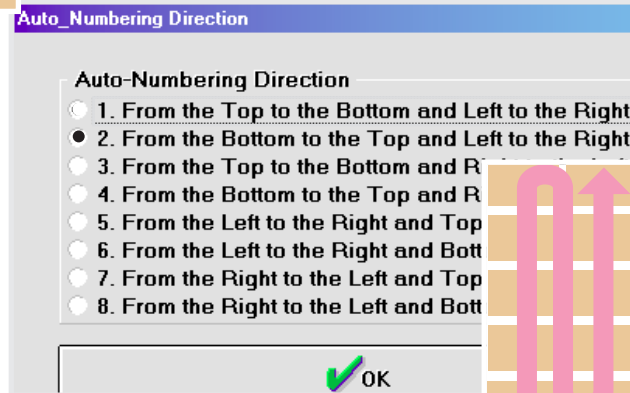 Auto_Numbering Direction
Auto-Numbering Direction
1. From the Top to the Bottom and Left to the Right
2. From the Bottom to the Top and Left to the Right
3. From the Top to the Bottom and
4. From the Bottom to the Top and
5. From the Left to the Right and Top
6. From the Left to the Right and Bott
7. From the Right to the Left and Top
8. From the Right to the Left and Bott
OK